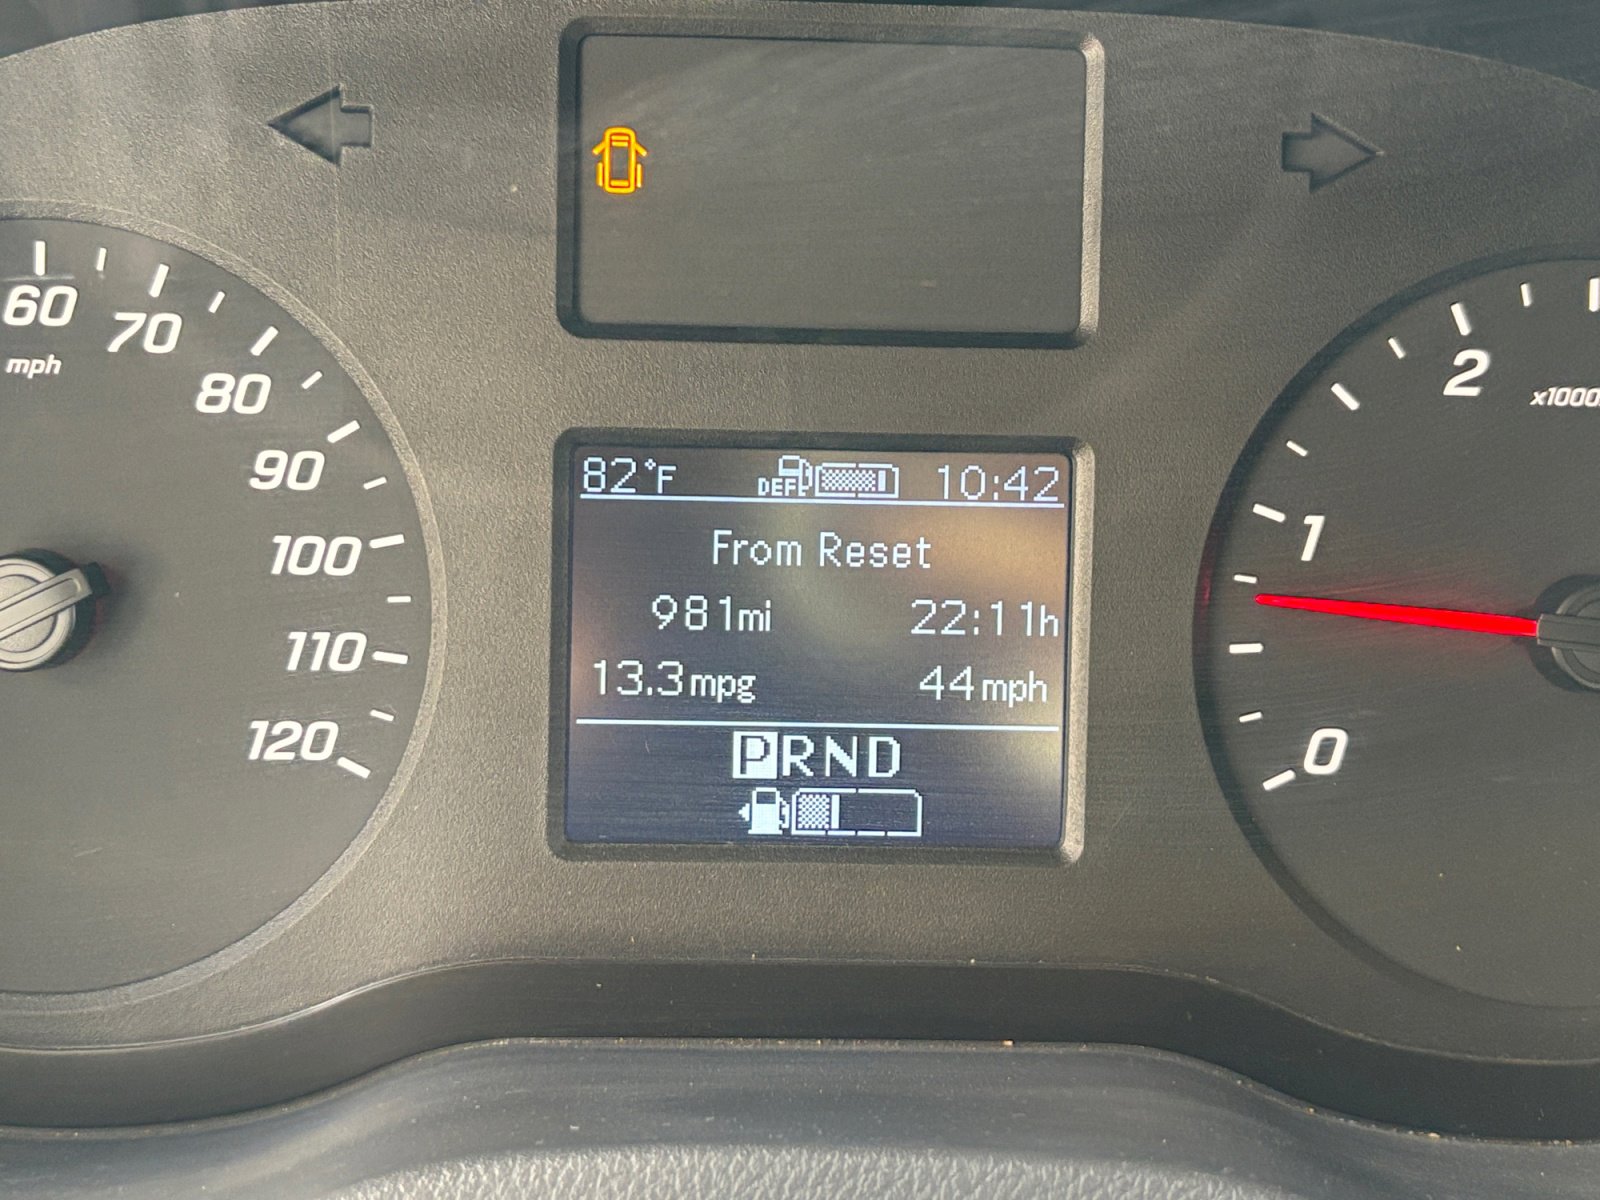 60
70
mph
80
90
100
110
120
82°F DEF 10:42
From Reset
981mi 22:11h
13.3mpg 44mph
PRND
2
x1000
1
0